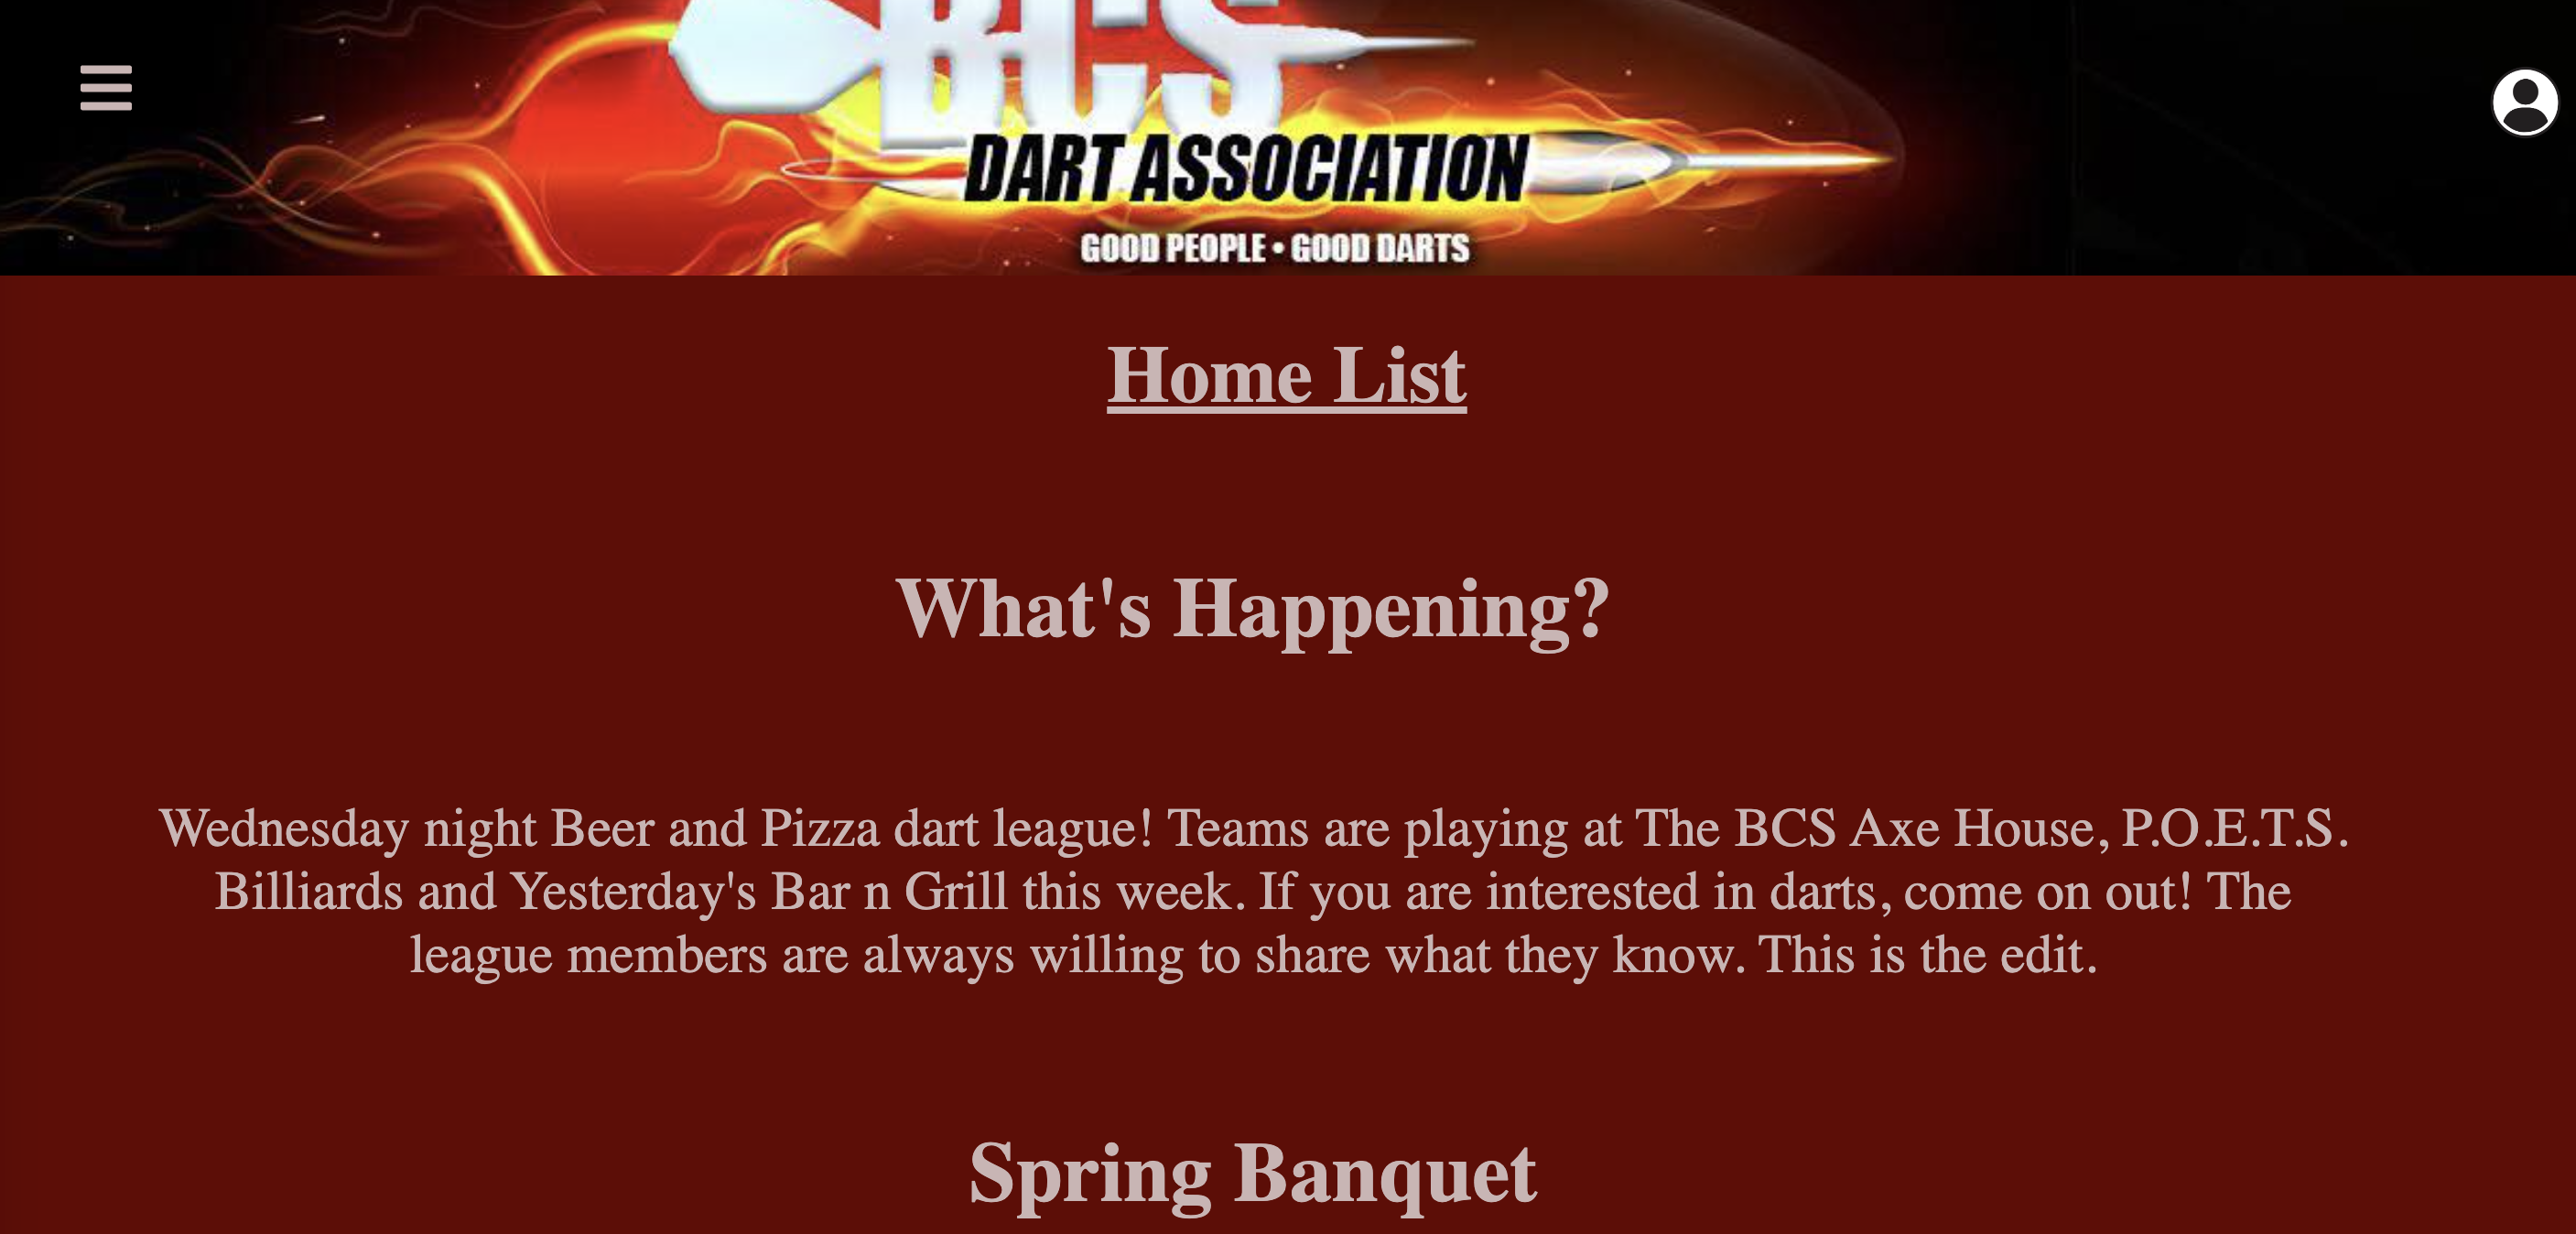 BCS
DART ASSOCIATION
GOOD PEOPLE • GOOD DARTS
Home List
What's Happening?
Wednesday night Beer and Pizza dart league! Teams are playing at The BCS Axe House, P.O.E.T.S.
Billiards and Yesterday's Bar n Grill this week. If you are interested in darts, come on out! The
league members are always willing to share what they know. This is the edit.
Spring Banquet